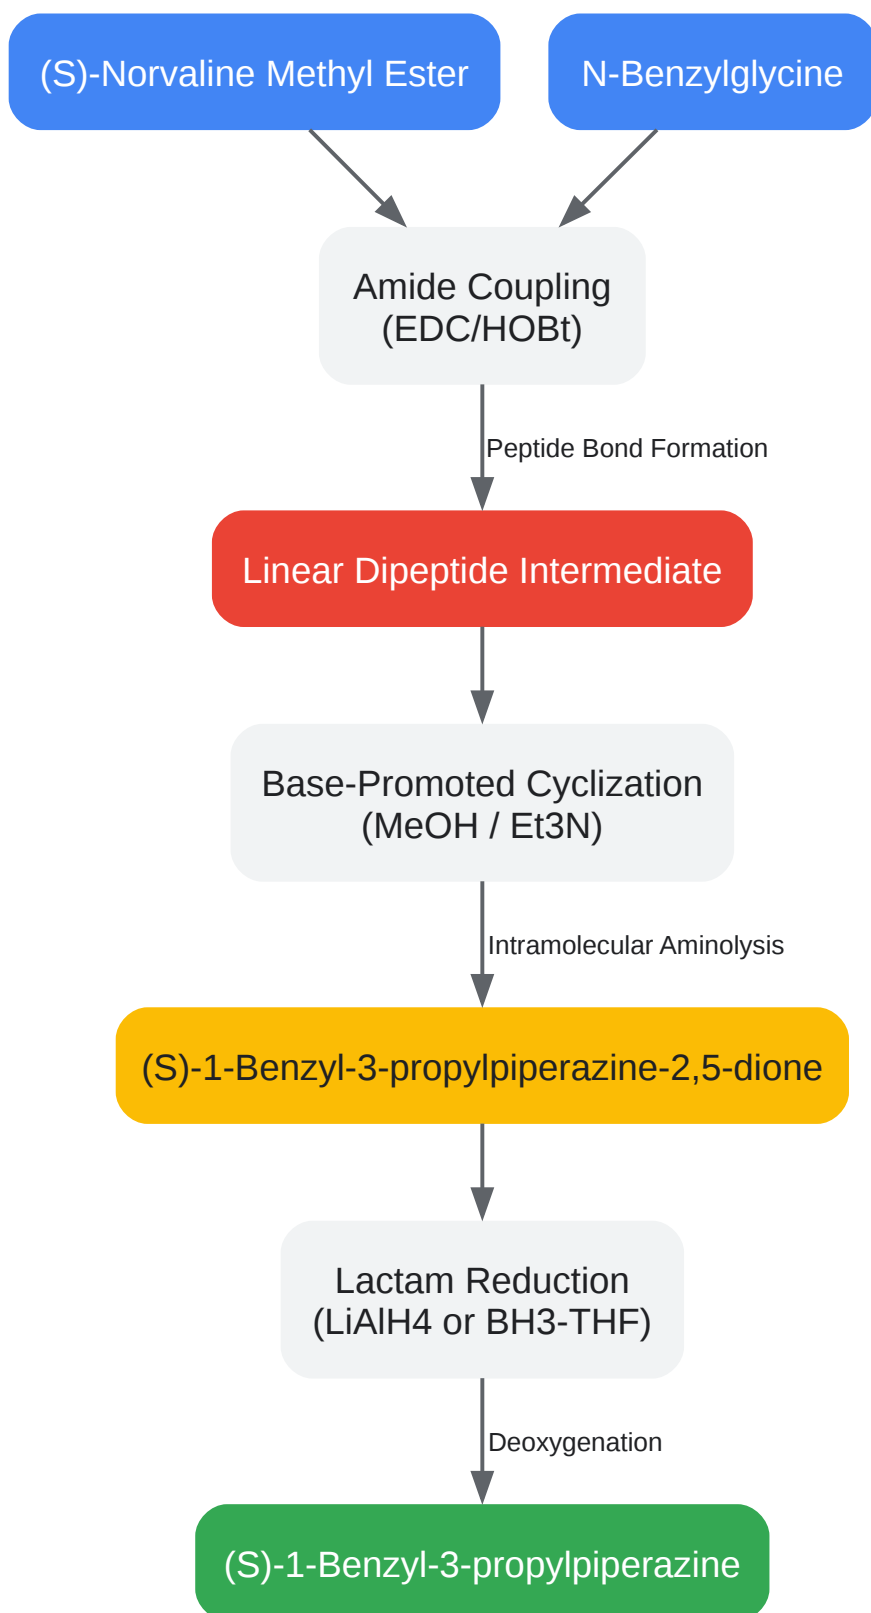 (S)-Norvaline Methyl Ester
N-Benzylglycine
Amide Coupling
(EDC/HOBt)
Peptide Bond Formation
Linear Dipeptide Intermediate
Base-Promoted Cyclization
(MeOH / Et3N)
Intramolecular Aminolysis
(S)-1-Benzyl-3-propylpiperazine-2,5-dione
Lactam Reduction
(LiAlH4 or BH3-THF)
Deoxygenation
(S)-1-Benzyl-3-propylpiperazine